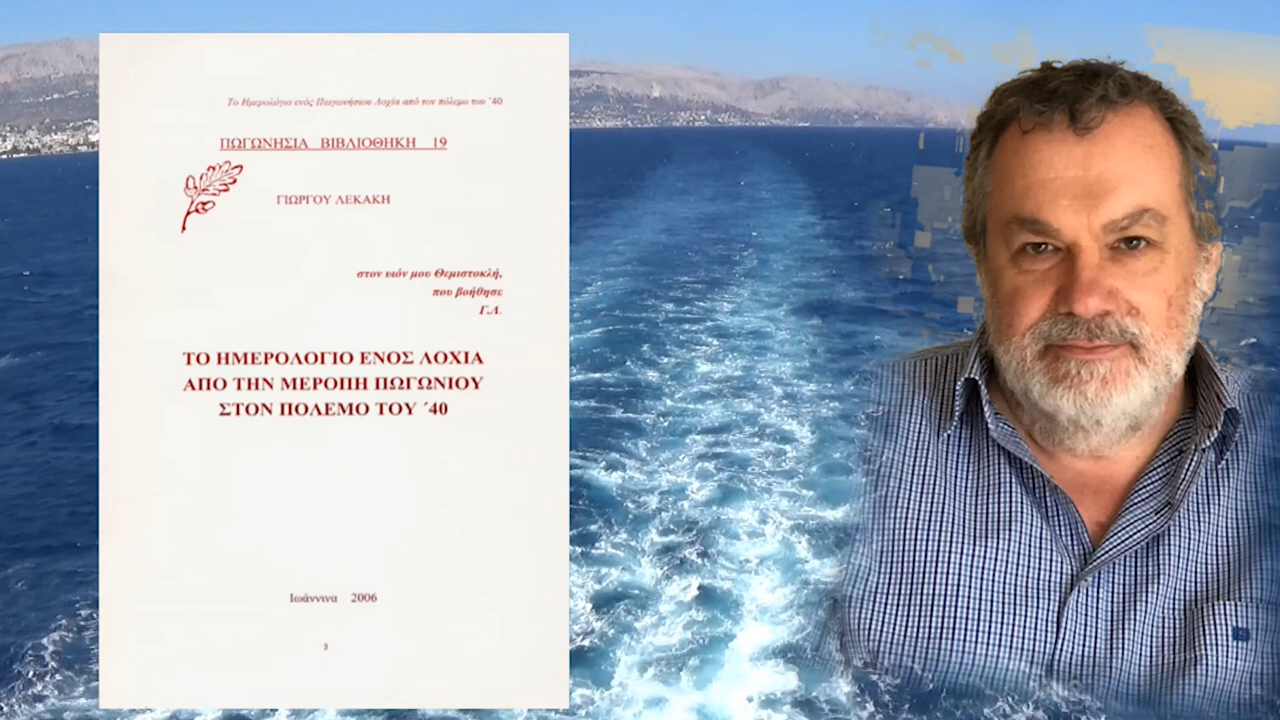 Το Ημερολόγιο ενός Πωγωνήσιου Λοχία από τον πόλεμο του ΄40
ΠΩΓΩΝΗΣΙΑ ΒΙΒΛΙΟΘΗΚΗ 19
ΓΙΩΡΓΟΥ ΛΕΚΑΚΗ
στον υιόν μου Θεμιστοκλή,
που βοήθησε
Γ.Λ.
ΤΟ ΗΜΕΡΟΛΟΓΙΟ ΕΝΟΣ ΛΟΧΙΑ
ΑΠΟ ΤΗΝ ΜΕΡΟΠΗ ΠΩΓΩΝΙΟΥ
ΣΤΟΝ ΠΟΛΕΜΟ ΤΟΥ ΄40
Ιωάννινα 2006
3